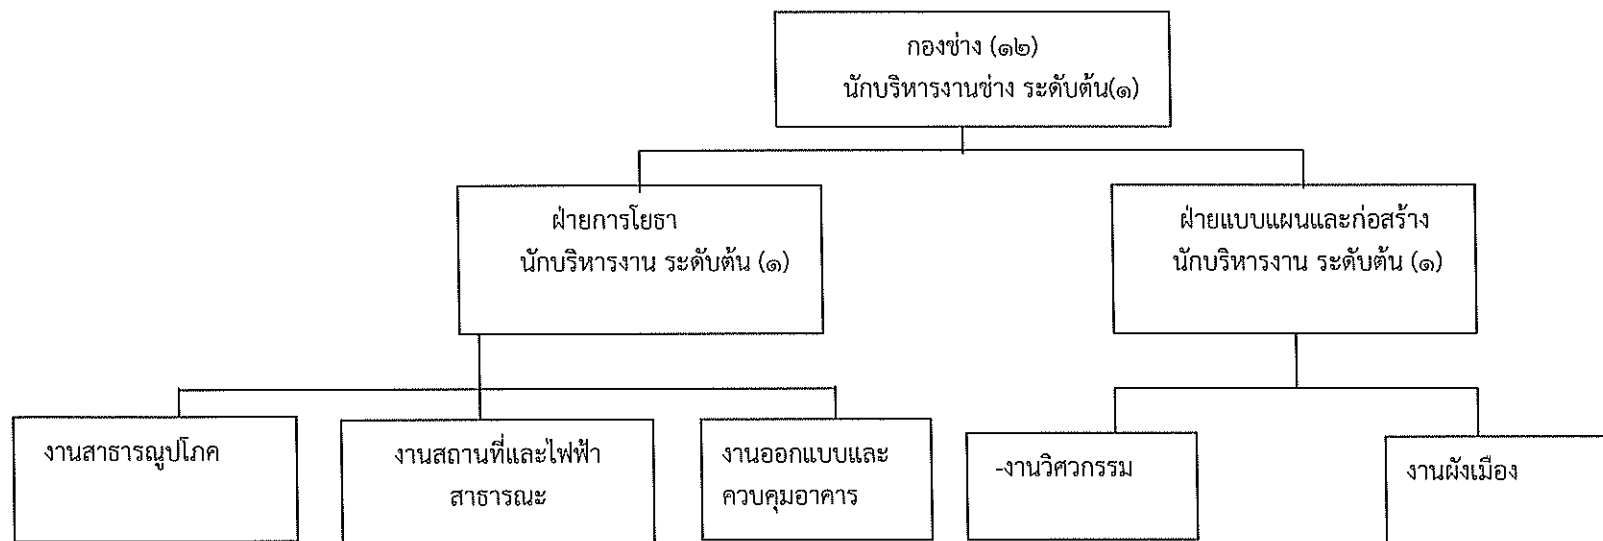 กองช่าง (๑๒)
นักบริหารงานช่าง ระดับต้น(๑)
ฝ่ายการโยธา
นักบริหารงาน ระดับต้น (๑)
ฝ่ายแบบแผนและก่อสร้าง
นักบริหารงาน ระดับต้น (๑)
งานสาธารณูปโภค
งานสถานที่และไฟฟ้า
สาธารณะ
งานออกแบบและ
ควบคุมอาคาร
-งานวิศวกรรม
งานผังเมือง